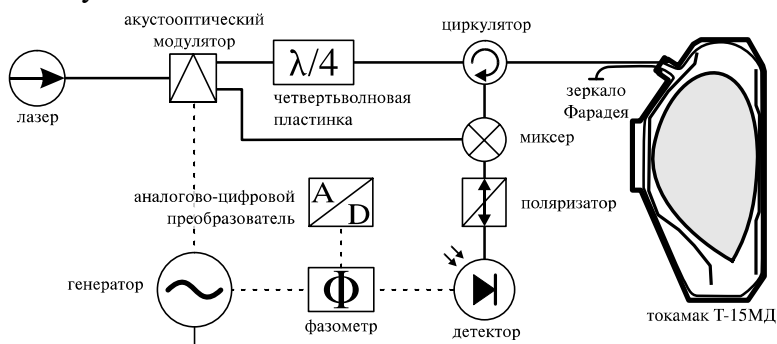 акустооптический
модулятор
циркулятор
λ/4
зеркало
Фарадея
четвертьволновая
пластинка
лазер
миксер
аналогово-цифровой
преобразователь
A
D
поляризатор
генератор
Ф
фазометр
детектор
токамак Т-15МД